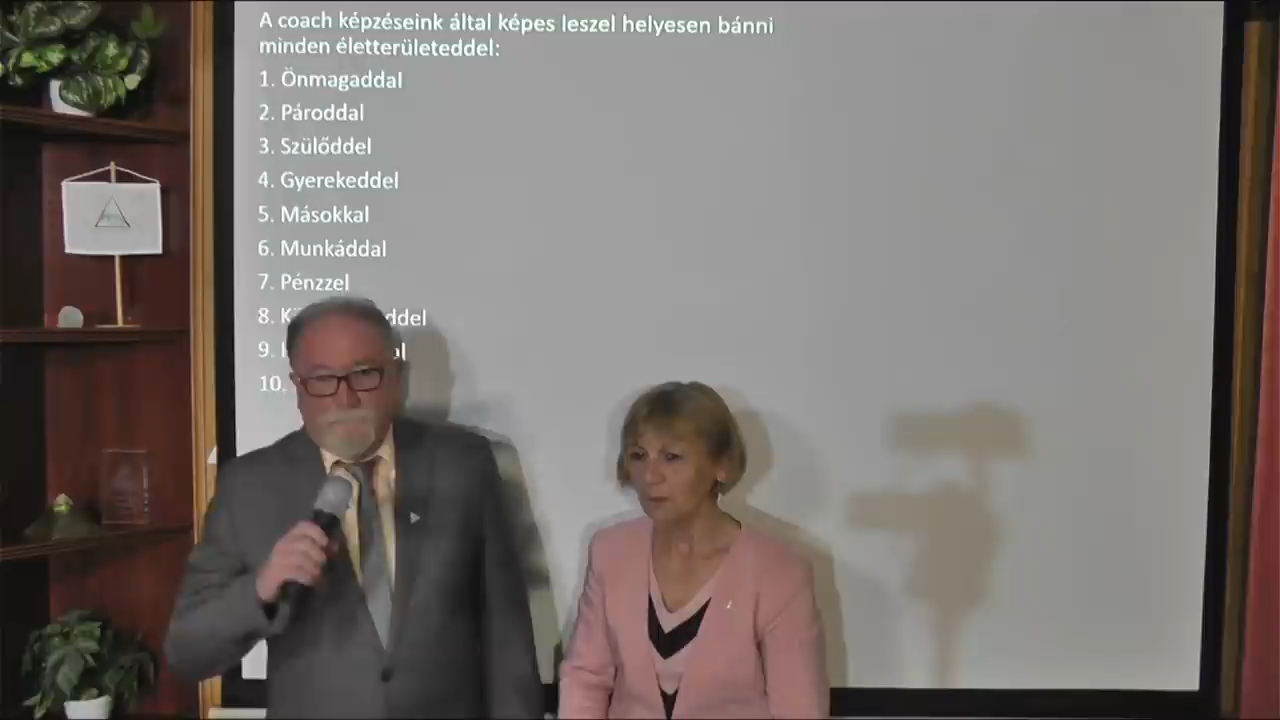 A coach képzéseink által képes leszel helyesen bánni
minden életterületeddel:
1. Önmagaddal
2. Pároddal
3. Szülőddel
4. Gyerekeddel
5. Másokkal
6. Munkáddal
7. Pénzzel
8.
9.
10.